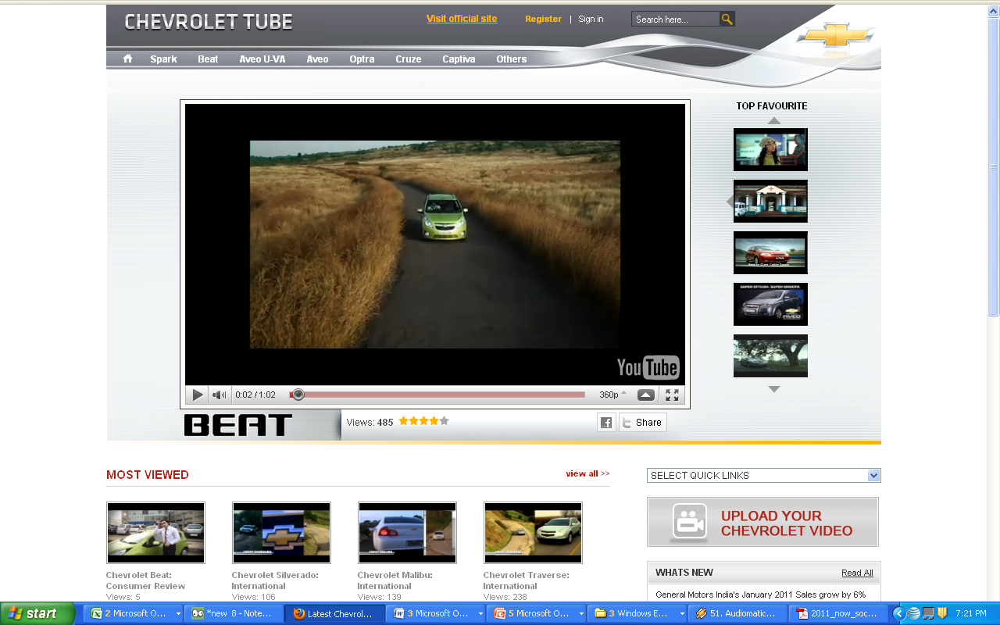 CHEVROLET TUBE
Visit official site
Register | Sign in
Search here...
Spark Beat Aveo U-VA Aveo Optra Cruze Captiva Others
TOP FAVOURITE
SUPER STYLISH. SUPER SMOOTH.
AVEO
YouTube
0:02 / 1:02
360p
BEAT
Views: 485
Share
MOST VIEWED
view all >>
SELECT QUICK LINKS
UPLOAD YOUR
CHEVROLET VIDEO
Chevrolet Beat:
Consumer Review
Views: 5
Chevrolet Silverado:
International
Views: 106
Chevrolet Malibu:
International
Views: 139
Chevrolet Traverse:
International
Views: 238
WHATS NEW
Read All
General Motors India's January 2011 Sales grow by 6%
start
2 Microsoft O...
*new 8 - Note...
Latest Chevrol...
3 Microsoft O...
5 Microsoft O...
3 Windows E...
51. Audiomatic...
2011_now_soc...
7:21 PM